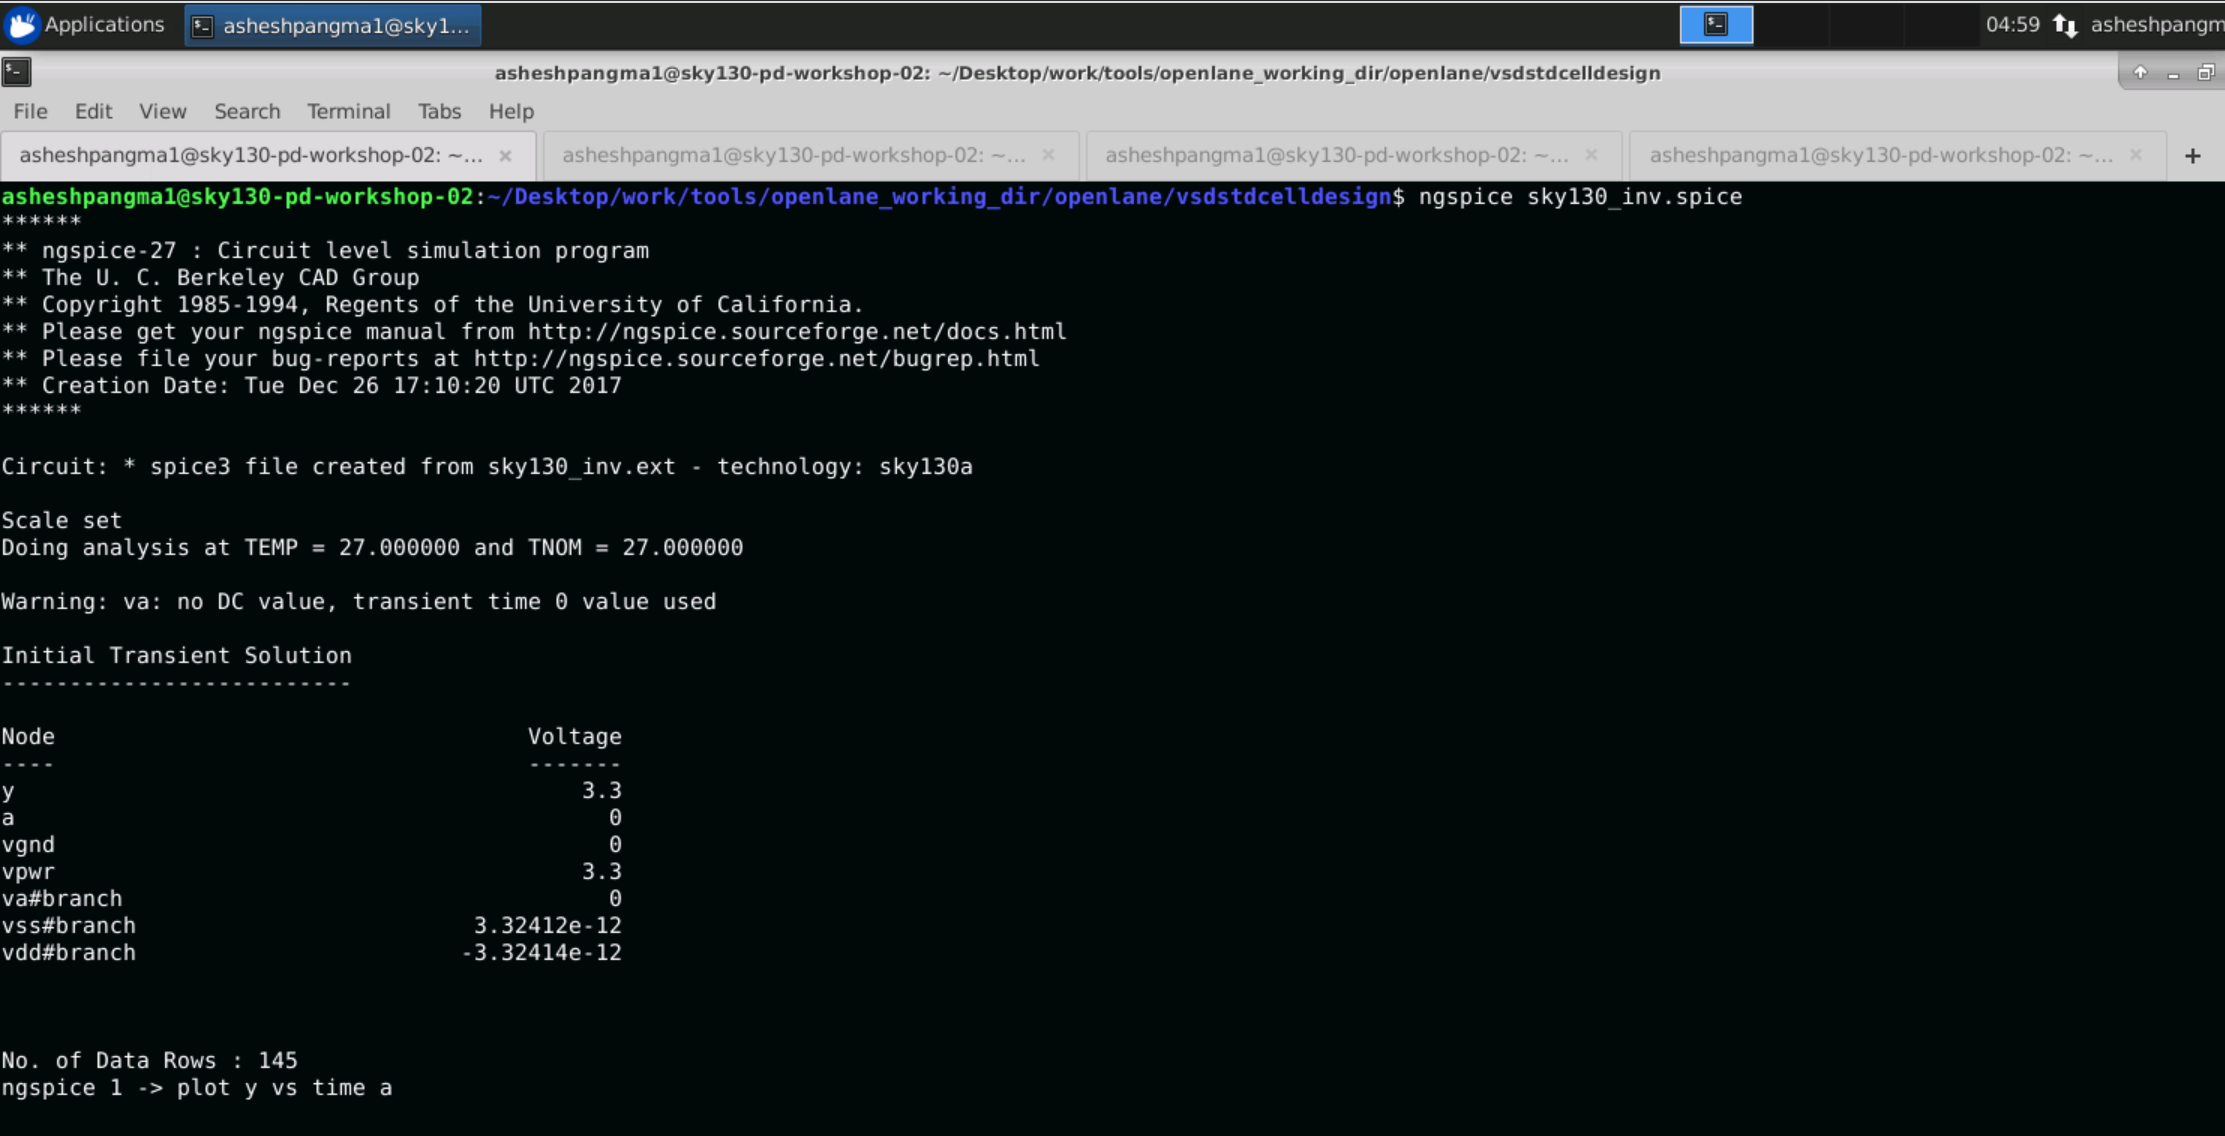 Applications asheshpangma1@sky1... 04:59 asheshpangm
asheshpangma1@sky130-pd-workshop-02: ~/Desktop/work/tools/openlane_working_dir/openlane/vsdstdcelldesign
File Edit View Search Terminal Tabs Help
asheshpangma1@sky130-pd-workshop-02: ~... × asheshpangma1@sky130-pd-workshop-02: ~... × asheshpangma1@sky130-pd-workshop-02: ~... × asheshpangma1@sky130-pd-workshop-02: ~... × +
asheshpangma1@sky130-pd-workshop-02:~/Desktop/work/tools/openlane_working_dir/openlane/vsdstdcelldesign$ ngspice sky130_inv.spice
******
** ngspice-27 : Circuit level simulation program
** The U. C. Berkeley CAD Group
** Copyright 1985-1994, Regents of the University of California.
** Please get your ngspice manual from http://ngspice.sourceforge.net/docs.html
** Please file your bug-reports at http://ngspice.sourceforge.net/bugrep.html
** Creation Date: Tue Dec 26 17:10:20 UTC 2017
******
Circuit: * spice3 file created from sky130_inv.ext - technology: sky130a
Scale set
Doing analysis at TEMP = 27.000000 and TNOM = 27.000000
Warning: va: no DC value, transient time 0 value used
Initial Transient Solution
--------------------------
Node Voltage
---- -------
y 3.3
a 0
vgnd 0
vpwr 3.3
va#branch 0
vss#branch 3.32412e-12
vdd#branch -3.32414e-12
No. of Data Rows : 145
ngspice 1 -> plot y vs time a